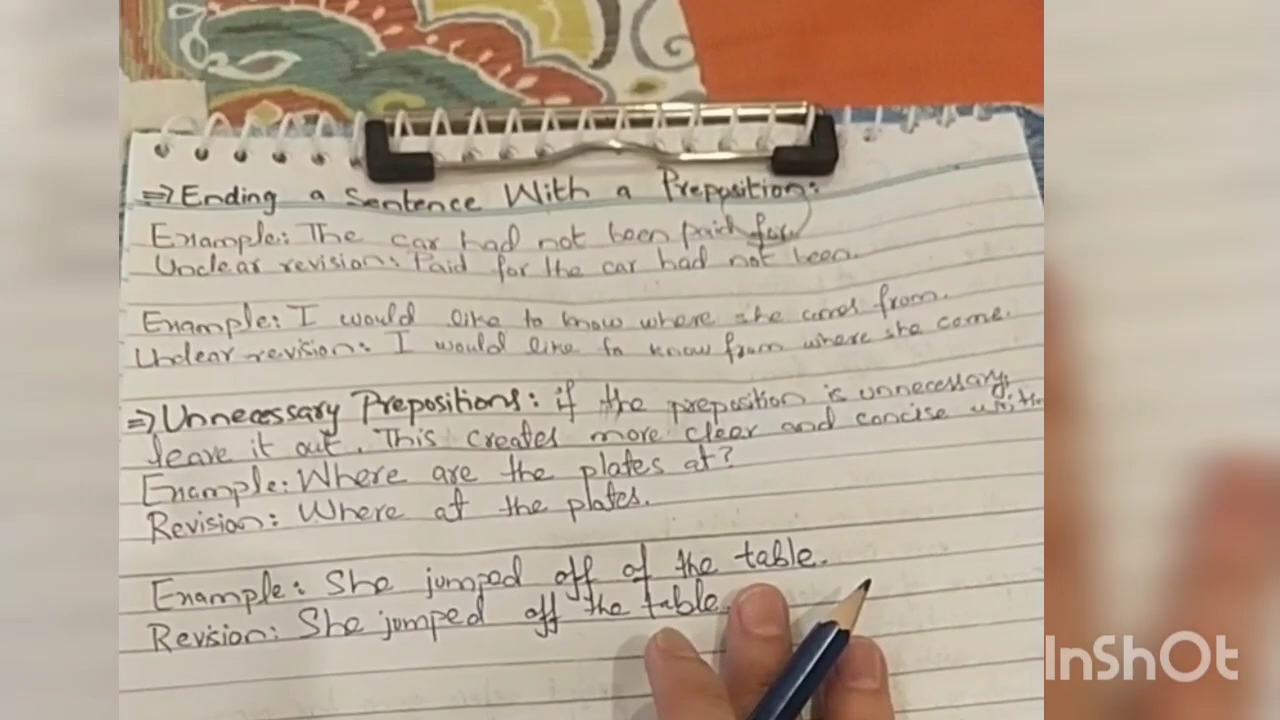 ⇒ Ending a Sentence With a Preposition:
Example: The car had not been paid for.
Unclear revision: Paid for the car had not been.
Example: I would like to know where she comes from.
Unclear revision: I would like to know from where she come.
⇒ Unnecessary Prepositions: if the preposition is unnecessary,
leave it out. This creates more clear and concise
Example: Where are the plates at?
Revision: Where at the plates.
Example: She jumped off of the table.
Revision: She jumped off the table.
InShOt